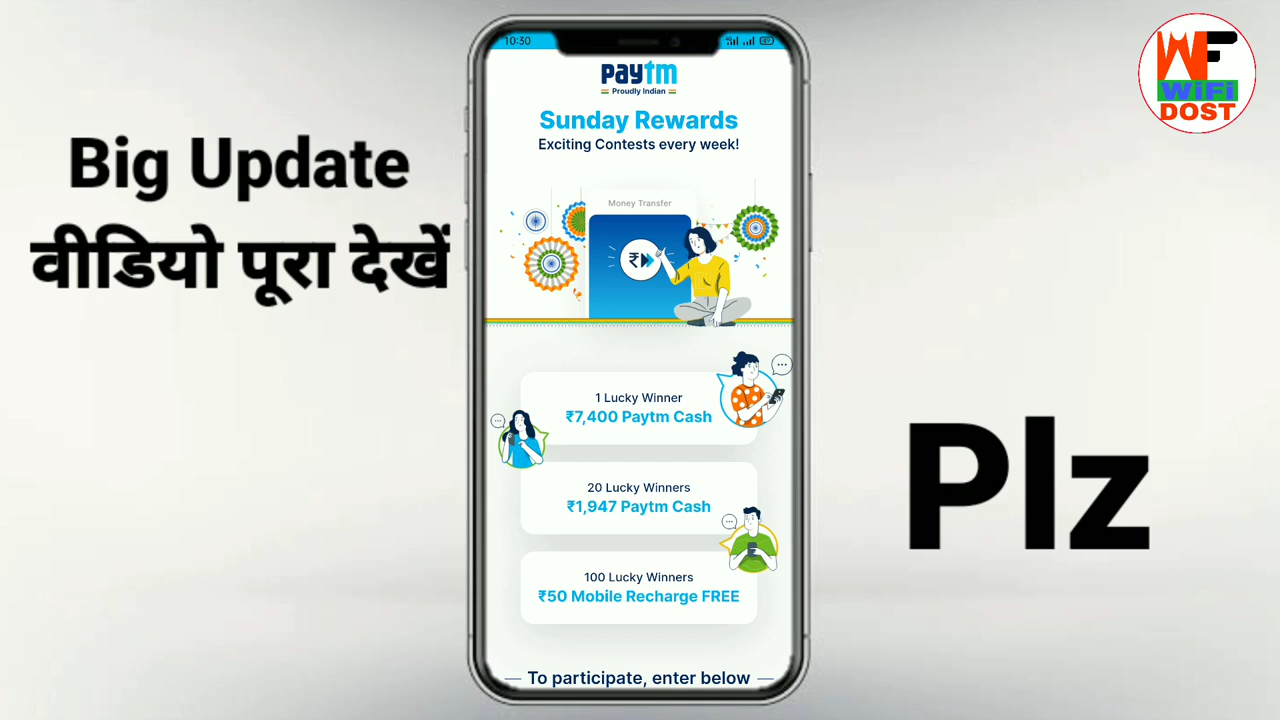 Big Update
वीडियो पूरा देखें
10:30
paytm
Proudly Indian
Sunday Rewards
Exciting Contests every week!
Money Transfer
₹
1 Lucky Winner
₹7,400 Paytm Cash
20 Lucky Winners
₹1,947 Paytm Cash
100 Lucky Winners
₹50 Mobile Recharge FREE
To participate, enter below
WF
WiFi
DOST
Plz